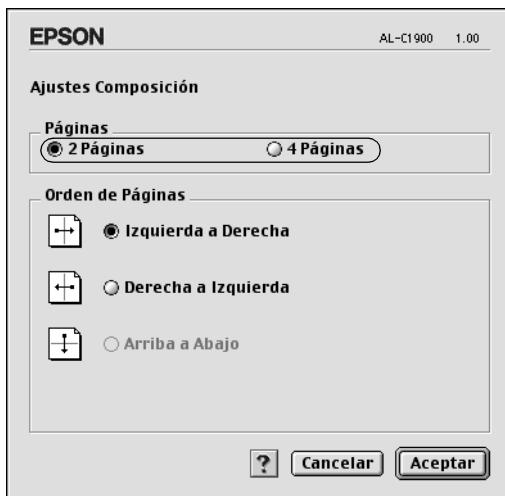 EPSON AL-C1900 1.00
Ajustes Composición
Páginas
2 Páginas 4 Páginas
Orden de Páginas
Izquierda a Derecha
Derecha a Izquierda
Arriba a Abajo
? Cancelar Aceptar